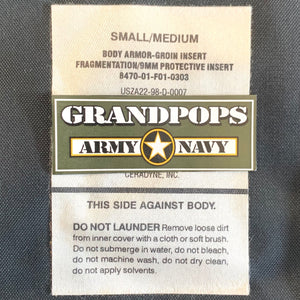 SMALL/MEDIUM
BODY ARMOR-GROIN INSERT
FRAGMENTATION/9MM PROTECTIVE INSERT
8470-01-F01-0303
USZA22-98-D-0007
GRANDPOPS
ARMY NAVY
CERADYNE, INC.
THIS SIDE AGAINST BODY.
DO NOT LAUNDER Remove loose dirt
from inner cover with a cloth or soft brush.
Do not submerge in water, do not bleach,
do not machine wash, do not dry clean,
do not apply solvents.